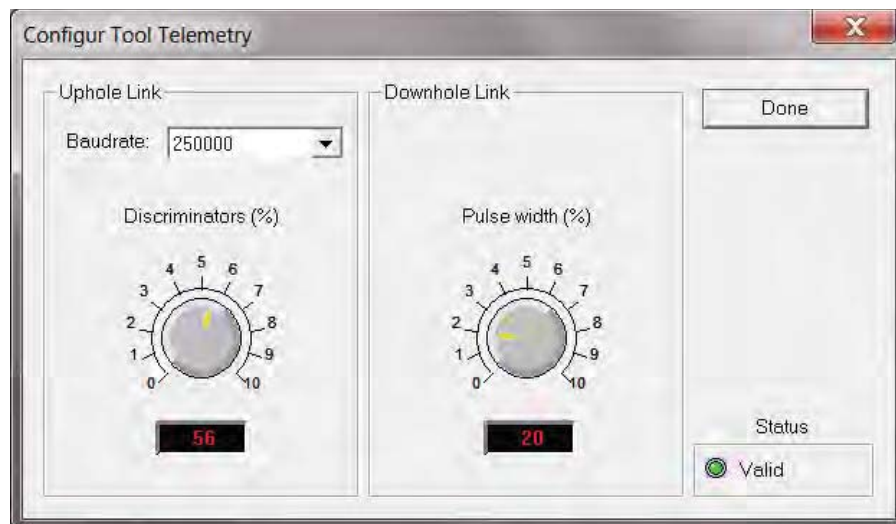 Configur Tool Telemetry
X
Uphole Link
Baudrate: 250000
Discriminators (%)
0 1 2 3 4 5 6 7 8 9 10
56
Downhole Link
Pulse width (%)
0 1 2 3 4 5 6 7 8 9 10
20
Done
Status
Valid